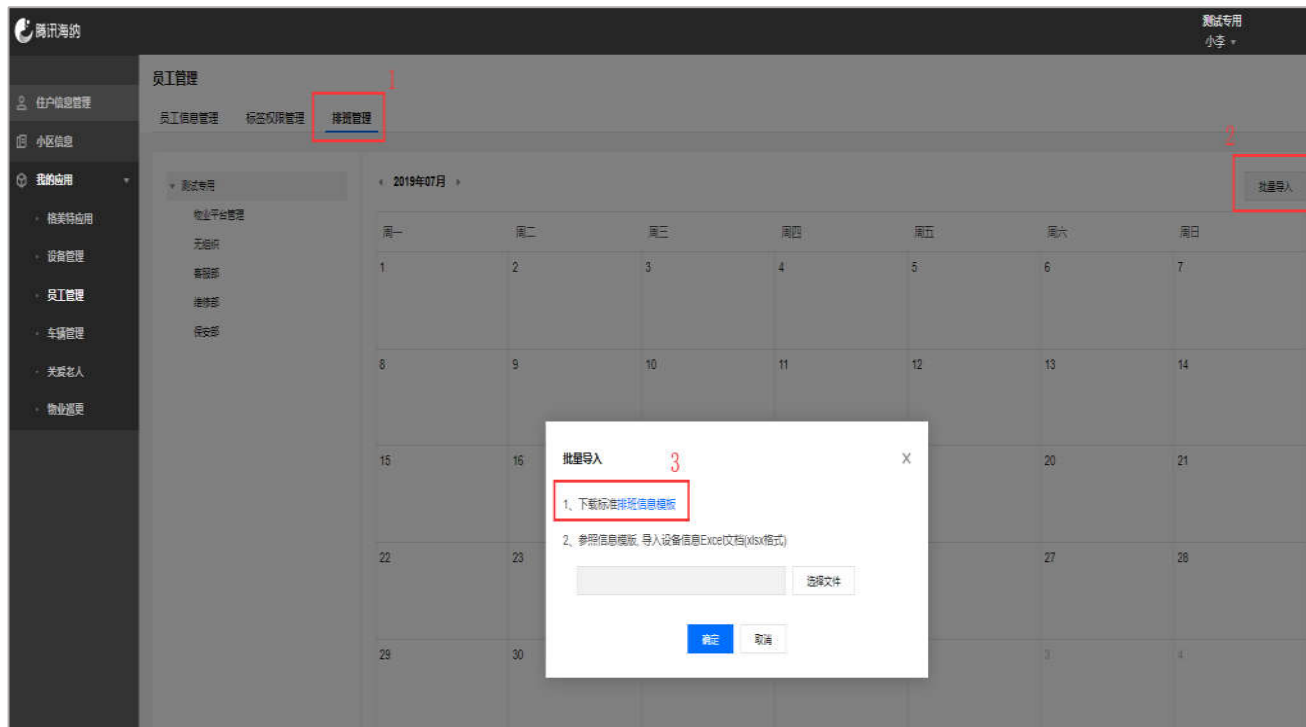 腾讯海纳
测试专用
小李
员工管理
1
员工信息管理 标签权限管理 排班管理
住户信息管理
小区信息
我的应用
格美特应用
设备管理
员工管理
车辆管理
关爱老人
物业巡更
测试专用
物业平台管理
无组织
客服部
维修部
保安部
2019年07月
2
批量导入
周一 周二 周三 周四 周五 周六 周日
1 2 3 4 5 6 7
8 9 10 11 12 13 14
15 16 20 21
22 23 27 28
29 30 3 4
批量导入 3 X
1、下载标准排班信息模板
2、参照信息模版, 导入设备信息Excel文档(xlsx格式)
选择文件
确定 取消